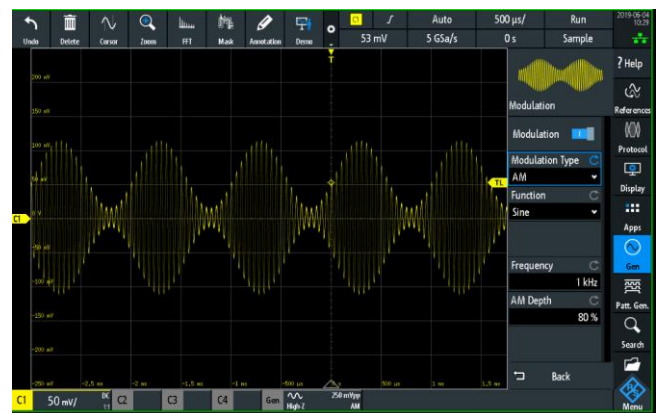 Undo Delete Cursor Zoom FFT Mask Annotation Demo
C1 Auto 500 µs/ Run
53 mV 5 GSa/s 0 s Sample
2019-06-04
10:29
T
200 mV
150 mV
100 mV
50 mV
0 V
-50 mV
-100 mV
-150 mV
-200 mV
-250 mV
C1
TL
-2,5 ms -2 ms -1,5 ms -1 ms -500 µs 500 µs 1 ms 1,5 ms
Modulation
Modulation
Modulation Type
AM
Function
Sine
Frequency
1 kHz
AM Depth
80 %
Back
? Help
References
Protocol
Display
Apps
Gen
Patt. Gen.
Search
Menu
C1 50 mV/ DC 1:1 C2 C3 C4 Gen High-Z 250 mVpp AM